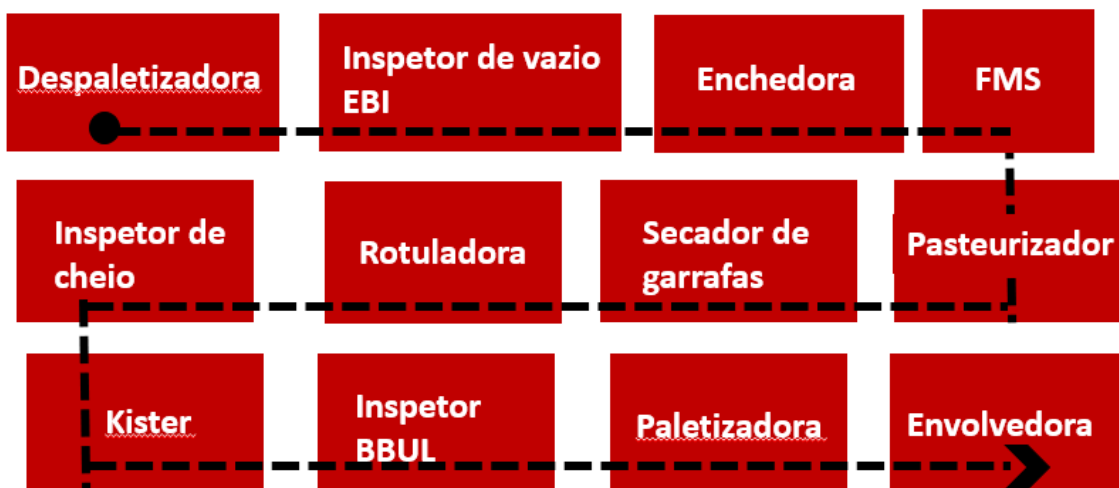 Despaletizadora
Inspetor de vazio
EBI
Enchedora
FMS
Inspetor de
cheio
Rotuladora
Secador de
garrafas
Pasteurizador
Kister
Inspetor
BBUL
Paletizadora
Envolvedora